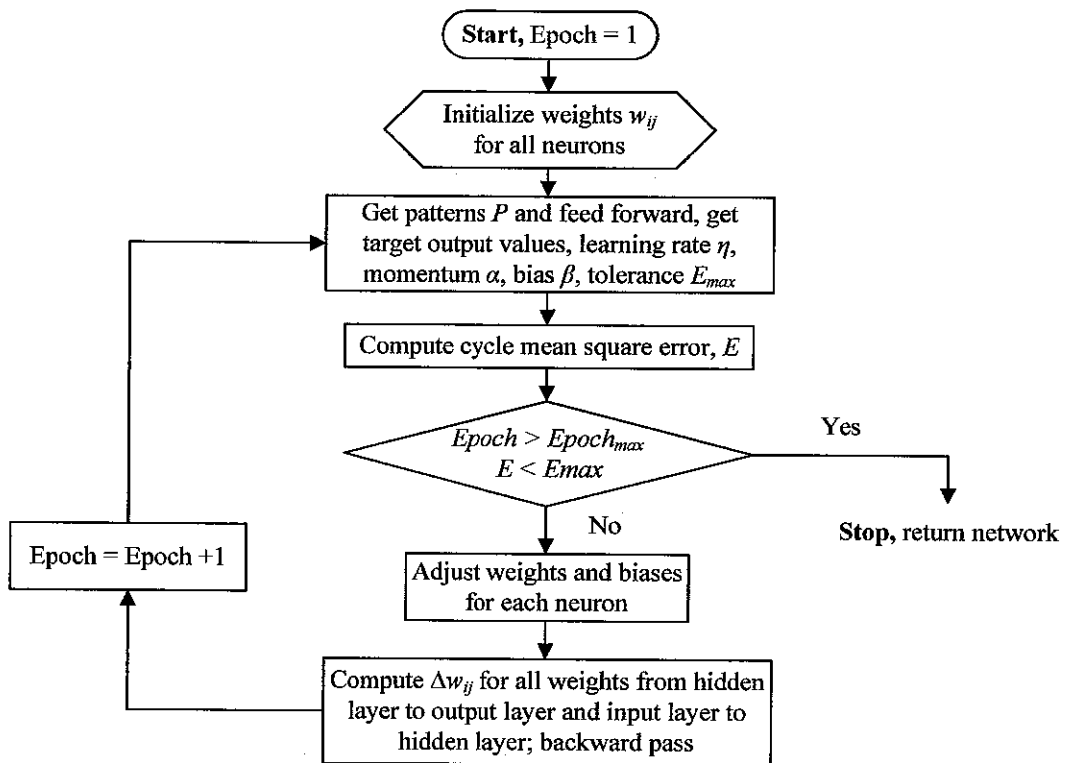 Start, Epoch = 1
Initialize weights w_ij
for all neurons
Get patterns P and feed forward, get
target output values, learning rate η,
momentum α, bias β, tolerance E_max
Compute cycle mean square error, E
Epoch > Epoch_max
E < Emax
Yes
Stop, return network
No
Adjust weights and biases
for each neuron
Compute Δw_ij for all weights from hidden
layer to output layer and input layer to
hidden layer; backward pass
Epoch = Epoch +1